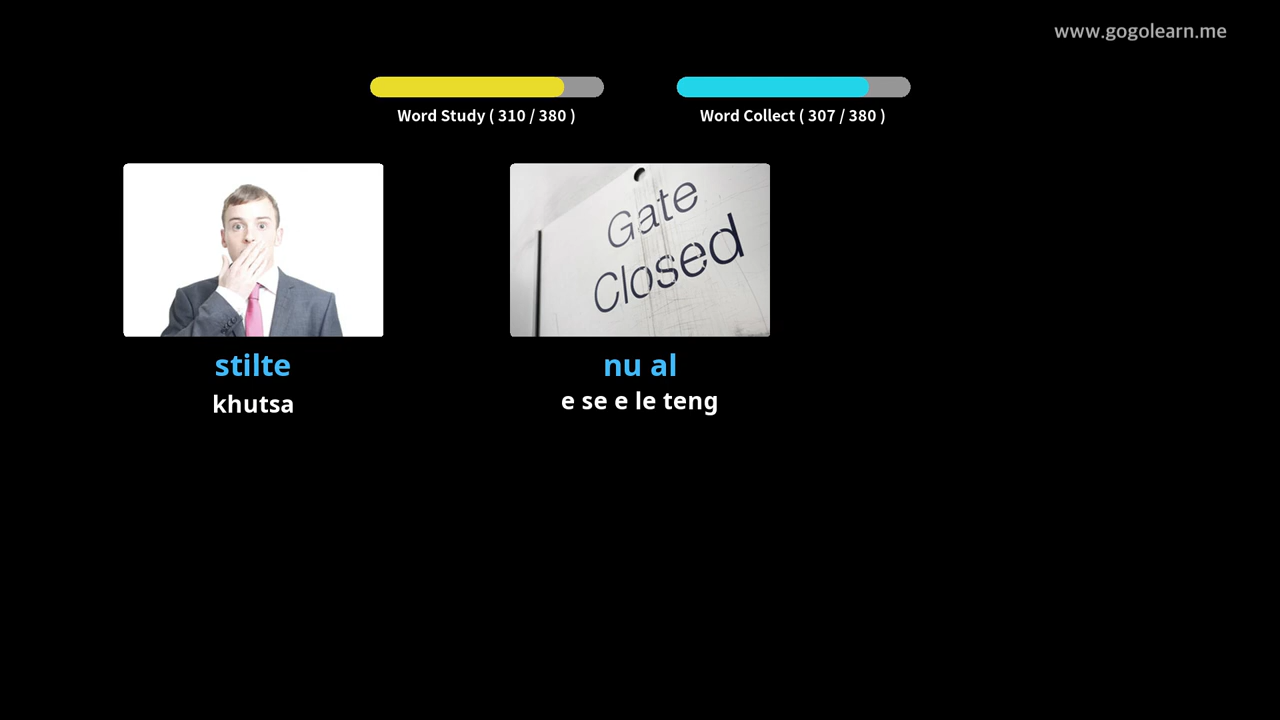 www.gogolearn.me
Word Study ( 310 / 380 )
Word Collect ( 307 / 380 )
Gate
Closed
stilte
nu al
khutsa
e se e le teng